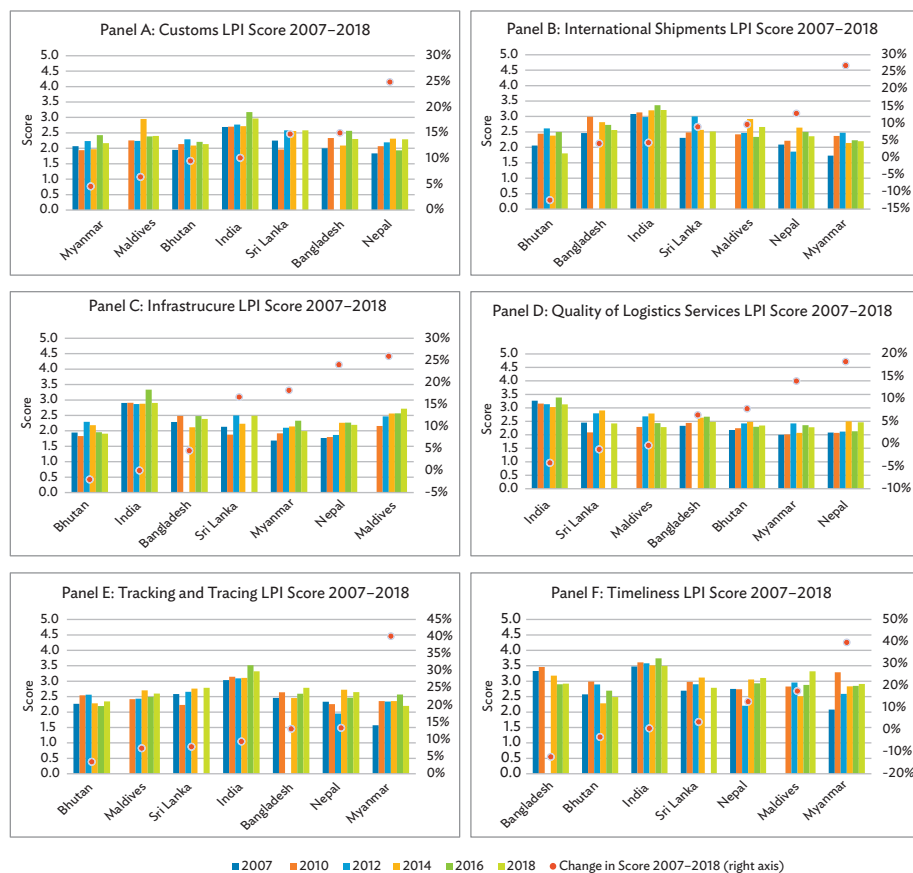 Panel A: Customs LPI Score 2007–2018
5.0
4.5
4.0
3.5
3.0
2.5
2.0
1.5
1.0
0.5
0.0
Score
30%
25%
20%
15%
10%
5%
0%
Myanmar
Maldives
Bhutan
India
Sri Lanka
Bangladesh
Nepal
Panel B: International Shipments LPI Score 2007–2018
5.0
4.5
4.0
3.5
3.0
2.5
2.0
1.5
1.0
0.5
0.0
Score
30%
25%
20%
15%
10%
5%
0%
-5%
-10%
-15%
Bhutan
Bangladesh
India
Sri Lanka
Maldives
Nepal
Myanmar
Panel C: Infrastrucure LPI Score 2007–2018
5.0
4.5
4.0
3.5
3.0
2.5
2.0
1.5
1.0
0.5
0.0
Score
30%
25%
20%
15%
10%
5%
0%
-5%
Bhutan
India
Bangladesh
Sri Lanka
Myanmar
Nepal
Maldives
Panel D: Quality of Logistics Services LPI Score 2007–2018
5.0
4.5
4.0
3.5
3.0
2.5
2.0
1.5
1.0
0.5
0.0
Score
20%
15%
10%
5%
0%
-5%
-10%
India
Sri Lanka
Maldives
Bangladesh
Bhutan
Myanmar
Nepal
Panel E: Tracking and Tracing LPI Score 2007–2018
5.0
4.5
4.0
3.5
3.0
2.5
2.0
1.5
1.0
0.5
0.0
Score
45%
40%
35%
30%
25%
20%
15%
10%
5%
0%
Bhutan
Maldives
Sri Lanka
India
Bangladesh
Nepal
Myanmar
Panel F: Timeliness LPI Score 2007–2018
5.0
4.5
4.0
3.5
3.0
2.5
2.0
1.5
1.0
0.5
0.0
Score
50%
40%
30%
20%
10%
0%
-10%
-20%
Bangladesh
Bhutan
India
Sri Lanka
Nepal
Maldives
Myanmar
2007 2010 2012 2014 2016 2018 Change in Score 2007–2018 (right axis)